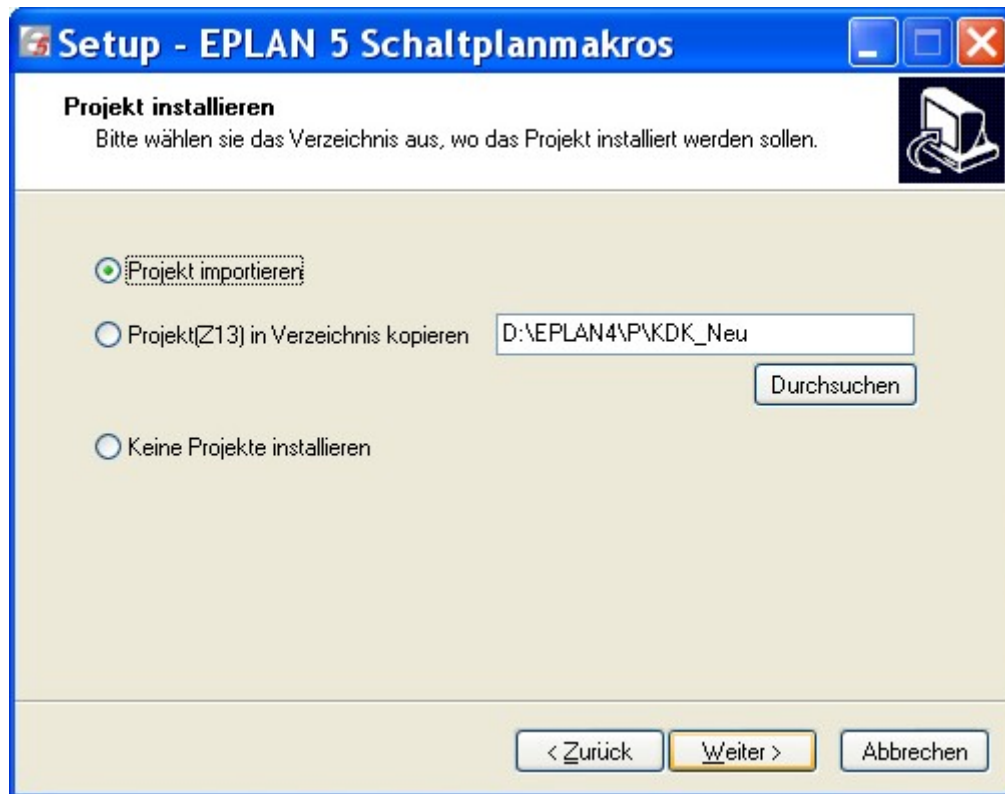 Setup - EPLAN 5 Schaltplanmakros
Projekt installieren
Bitte wählen sie das Verzeichnis aus, wo das Projekt installiert werden sollen.
Projekt importieren
Projekt(Z13) in Verzeichnis kopieren D:\EPLAN4\P\KDK_Neu
Durchsuchen
Keine Projekte installieren
< Zurück Weiter > Abbrechen